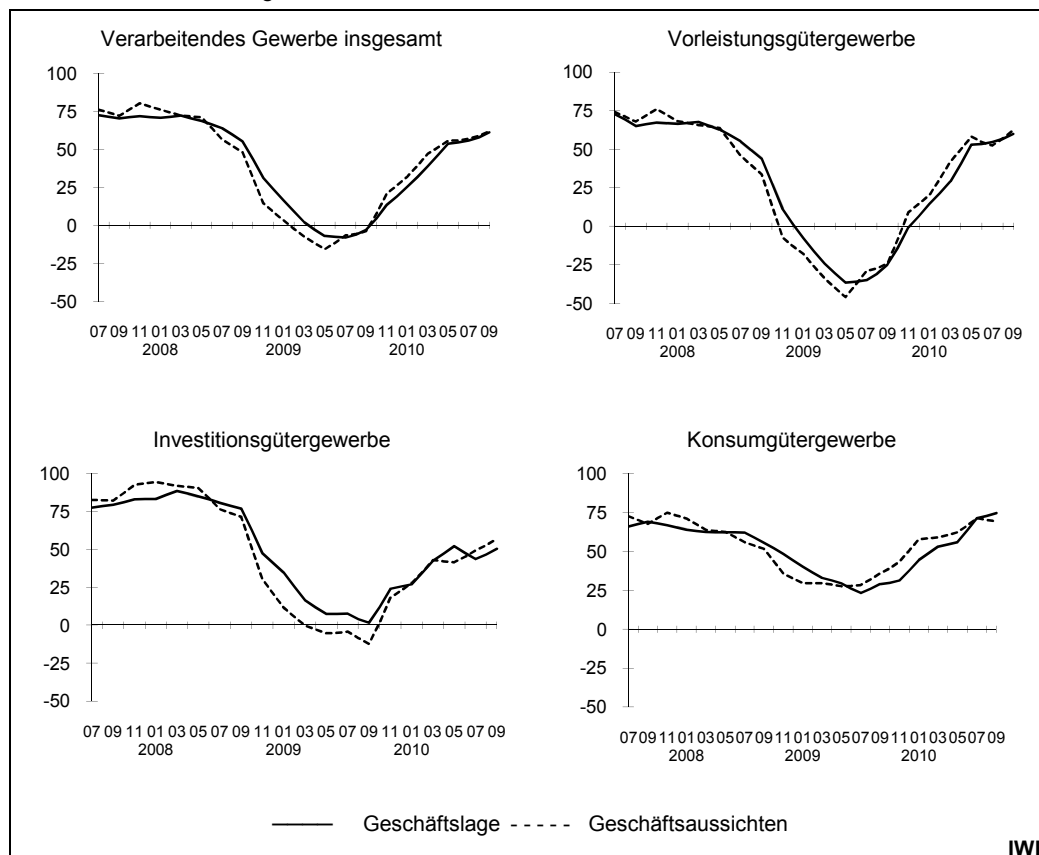 Verarbeitendes Gewerbe insgesamt
100
75
50
25
0
-25
-50
07 09 11 01 03 05 07 09 11 01 03 05 07 09 11 01 03 05 07 09
2008 2009 2010
Vorleistungsgütergewerbe
100
75
50
25
0
-25
-50
07 09 11 01 03 05 07 09 11 01 03 05 07 09 11 01 03 05 07 09
2008 2009 2010
Investitionsgütergewerbe
100
75
50
25
0
-25
-50
07 09 11 01 03 05 07 09 11 01 03 05 07 09 11 01 03 05 07 09
2008 2009 2010
Konsumgütergewerbe
100
75
50
25
0
-25
-50
07 09 11 01 03 05 07 09 11 01 03 05 07 09 11 01 03 05 07 09
2008 2009 2010
Geschäftslage Geschäftsaussichten